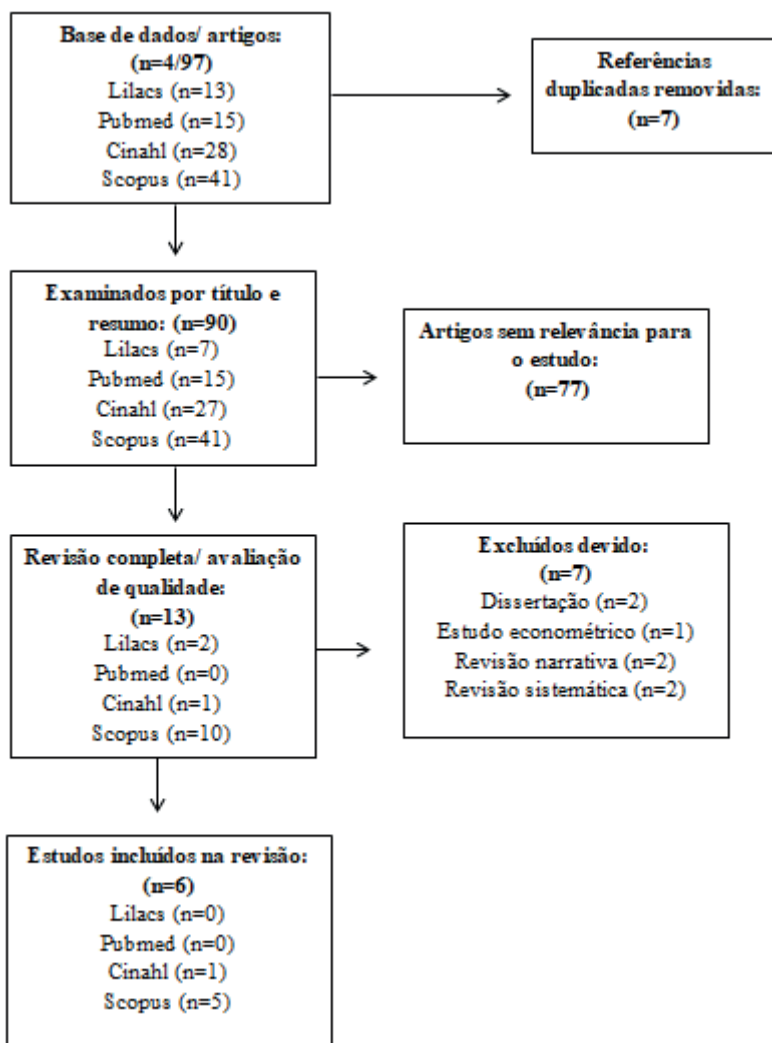 Base de dados/ artigos:
(n=4/97)
Lilacs (n=13)
Pubmed (n=15)
Cinahl (n=28)
Scopus (n=41)
Referências
duplicadas removidas:
(n=7)
Examinados por título e
resumo: (n=90)
Lilacs (n=7)
Pubmed (n=15)
Cinahl (n=27)
Scopus (n=41)
Artigos sem relevância para
o estudo:
(n=77)
Revisão completa/ avaliação
de qualidade:
(n=13)
Lilacs (n=2)
Pubmed (n=0)
Cinahl (n=1)
Scopus (n=10)
Excluídos devido:
(n=7)
Dissertação (n=2)
Estudo econométrico (n=1)
Revisão narrativa (n=2)
Revisão sistemática (n=2)
Estudos incluídos na revisão:
(n=6)
Lilacs (n=0)
Pubmed (n=0)
Cinahl (n=1)
Scopus (n=5)